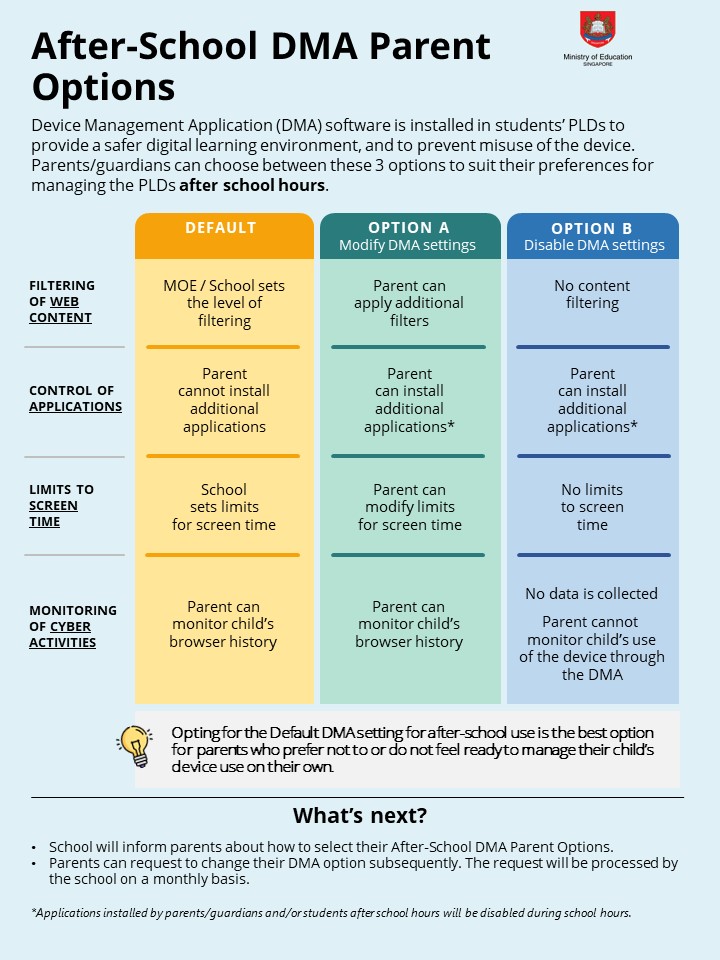 After-School DMA Parent
Options
Ministry of Education
SINGAPORE
Device Management Application (DMA) software is installed in students’ PLDs to
provide a safer digital learning environment, and to prevent misuse of the device.
Parents/guardians can choose between these 3 options to suit their preferences for
managing the PLDs after school hours.
DEFAULT
OPTION A
Modify DMA settings
OPTION B
Disable DMA settings
FILTERING
OF WEB
CONTENT
MOE / School sets
the level of
filtering
Parent can
apply additional
filters
No content
filtering
CONTROL OF
APPLICATIONS
Parent
cannot install
additional
applications
Parent
can install
additional
applications*
Parent
can install
additional
applications*
LIMITS TO
SCREEN
TIME
School
sets limits
for screen time
Parent can
modify limits
for screen time
No limits
to screen
time
MONITORING
OF CYBER
ACTIVITIES
Parent can
monitor child’s
browser history
Parent can
monitor child’s
browser history
No data is collected
Parent cannot
monitor child’s use
of the device through
the DMA
Opting for the Default DMA setting for after-school use is the best option
for parents who prefer not to or do not feel ready to manage their child’s
device use on their own.
What’s next?
• School will inform parents about how to select their After-School DMA Parent Options.
• Parents can request to change their DMA option subsequently. The request will be processed by
the school on a monthly basis.
*Applications installed by parents/guardians and/or students after school hours will be disabled during school hours.